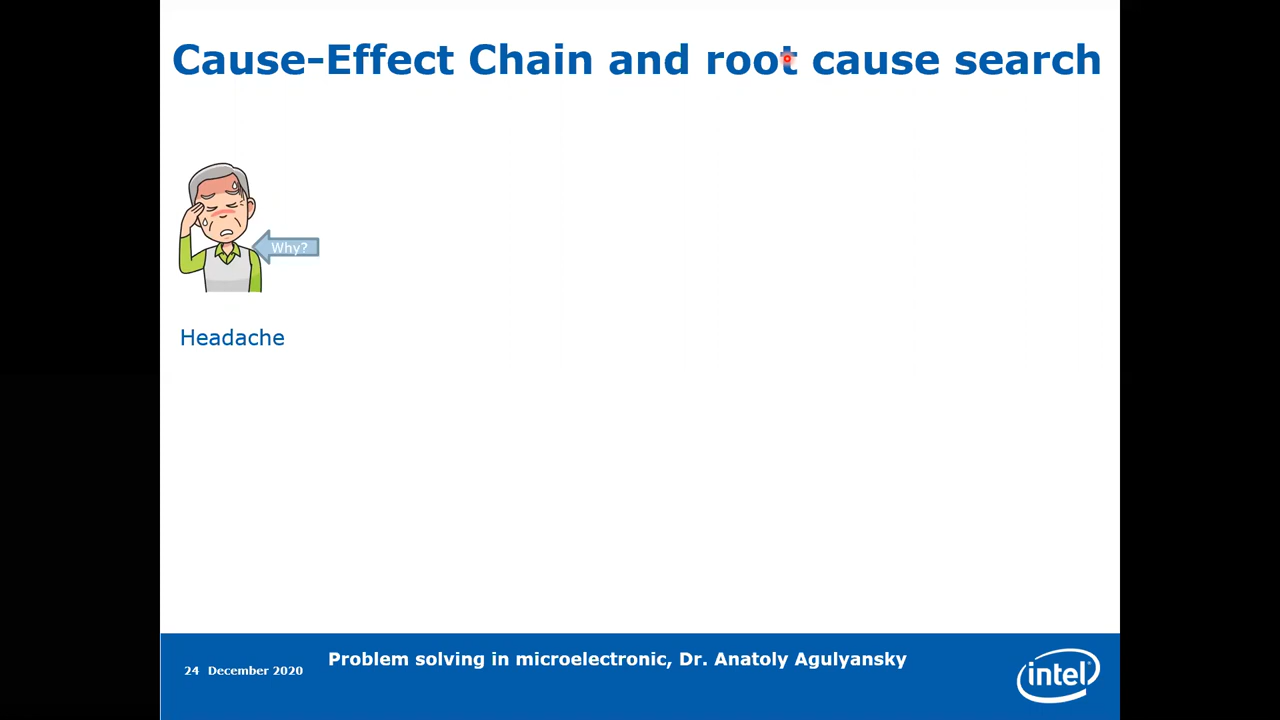 Cause-Effect Chain and root cause search
Why?
Headache
24 December 2020
Problem solving in microelectronic, Dr. Anatoly Agulyansky
intel